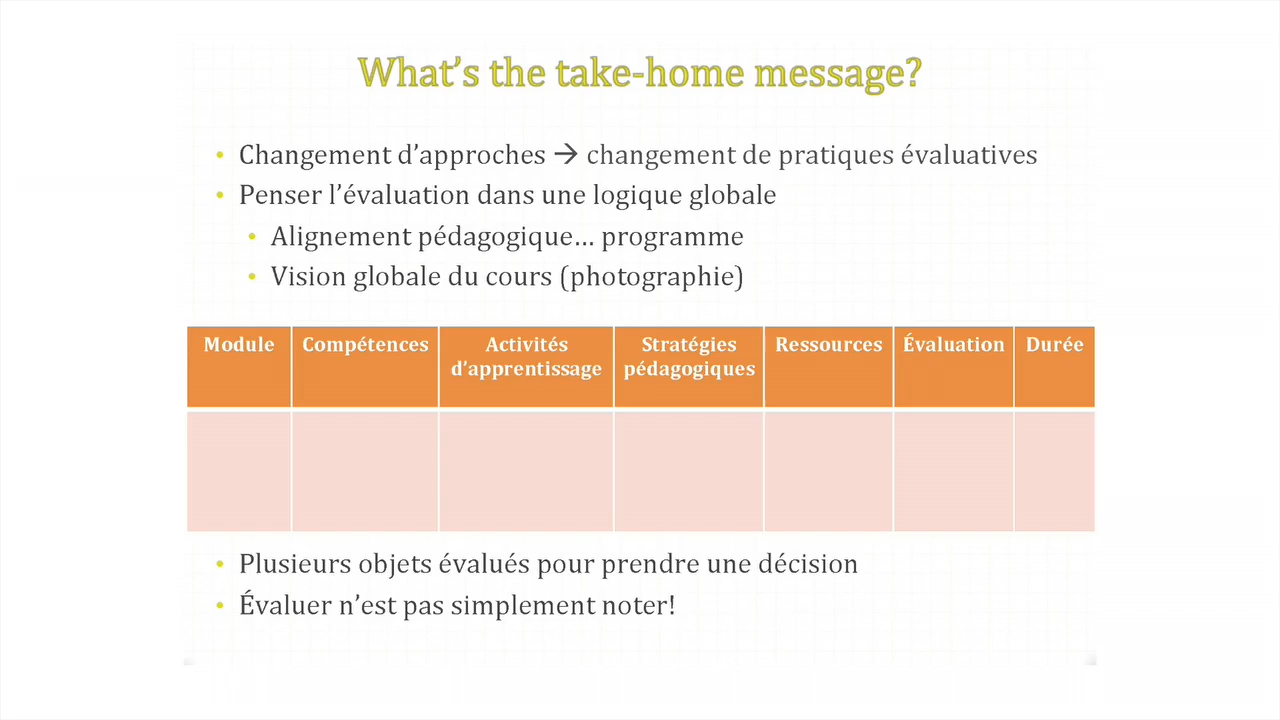 What's the take-home message?
• Changement d'approches → changement de pratiques évaluatives
• Penser l'évaluation dans une logique globale
• Alignement pédagogique… programme
• Vision globale du cours (photographie)
Module Compétences Activités d'apprentissage Stratégies pédagogiques Ressources Évaluation Durée
• Plusieurs objets évalués pour prendre une décision
• Évaluer n'est pas simplement noter!